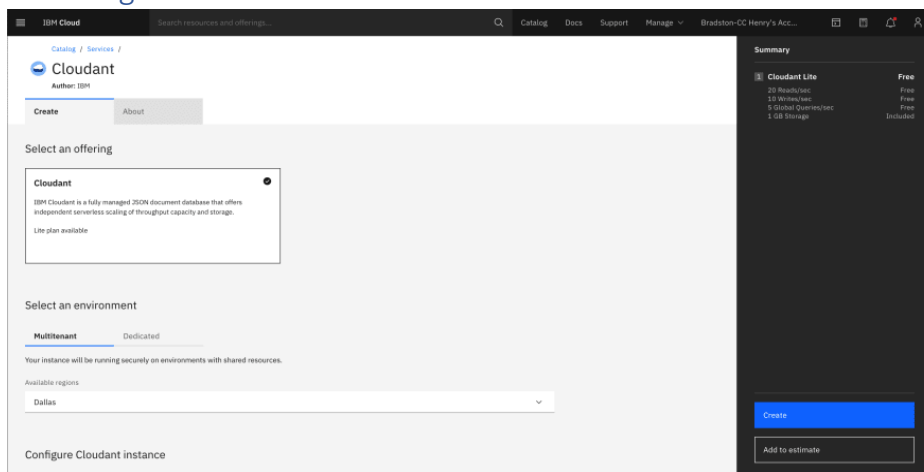 IBM Cloud
Search resources and offerings...
Catalog
Docs
Support
Manage
Bradston-CC Henry's Acc...
Catalog / Services /
Cloudant
Author: IBM
Create
About
Select an offering
Cloudant
IBM Cloudant is a fully managed JSON document database that offers
independent serverless scaling of throughput capacity and storage.
Lite plan available
Select an environment
Multitenant
Dedicated
Your instance will be running securely on environments with shared resources.
Available regions
Dallas
Configure Cloudant instance
Summary
1 Cloudant Lite Free
20 Reads/sec Free
10 Writes/sec Free
5 Global Queries/sec Free
1 GB Storage Included
Create
Add to estimate